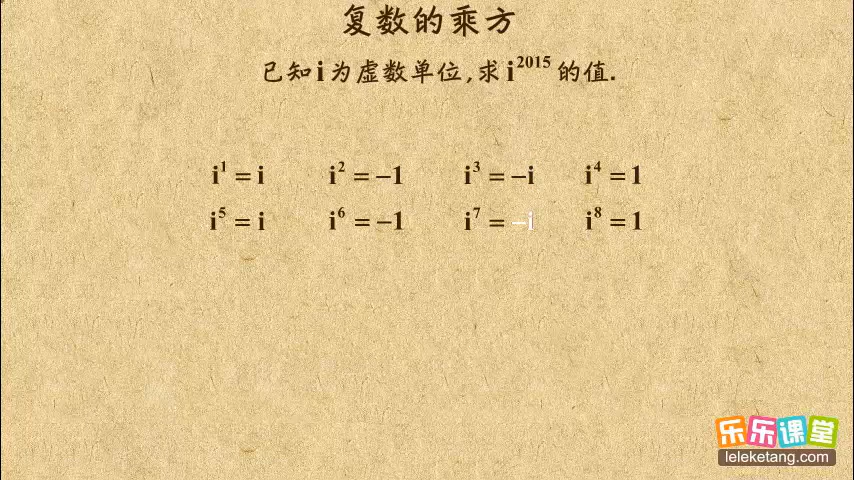 复数的乘方
已知i为虚数单位,求i²⁰¹⁵的值.
i¹=i i²=−1 i³=−i i⁴=1
i⁵=i i⁶=−1 i⁷=−i i⁸=1
乐乐课堂
leleketang.com